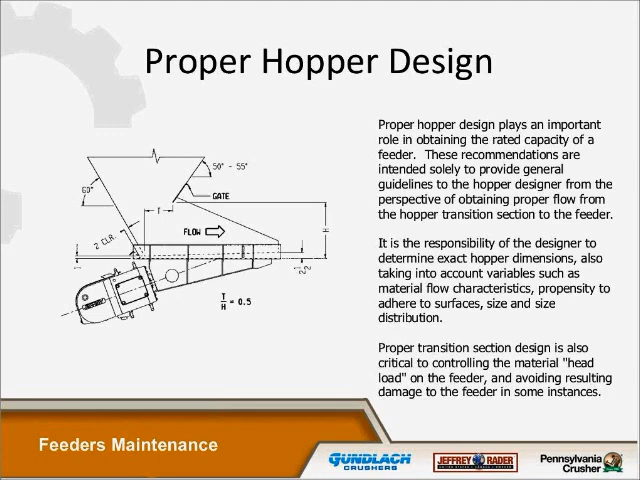 Proper Hopper Design
Proper hopper design plays an important
role in obtaining the rated capacity of a
feeder.  These recommendations are
intended solely to provide general
guidelines to the hopper designer from the
perspective of obtaining proper flow from
the hopper transition section to the feeder.
It is the responsibility of the designer to
determine exact hopper dimensions, also
taking into account variables such as
material flow characteristics, propensity to
adhere to surfaces, size and size
distribution.
Proper transition section design is also
critical to controlling the material "head
load" on the feeder, and avoiding resulting
damage to the feeder in some instances.
50° - 55°
60°
GATE
T
FLOW
H
2 CLR.
1
2 1/2
T/H = 0.5
Feeders Maintenance
GUNDLACH
CRUSHERS
JEFFREY RADER
Pennsylvania
Crusher